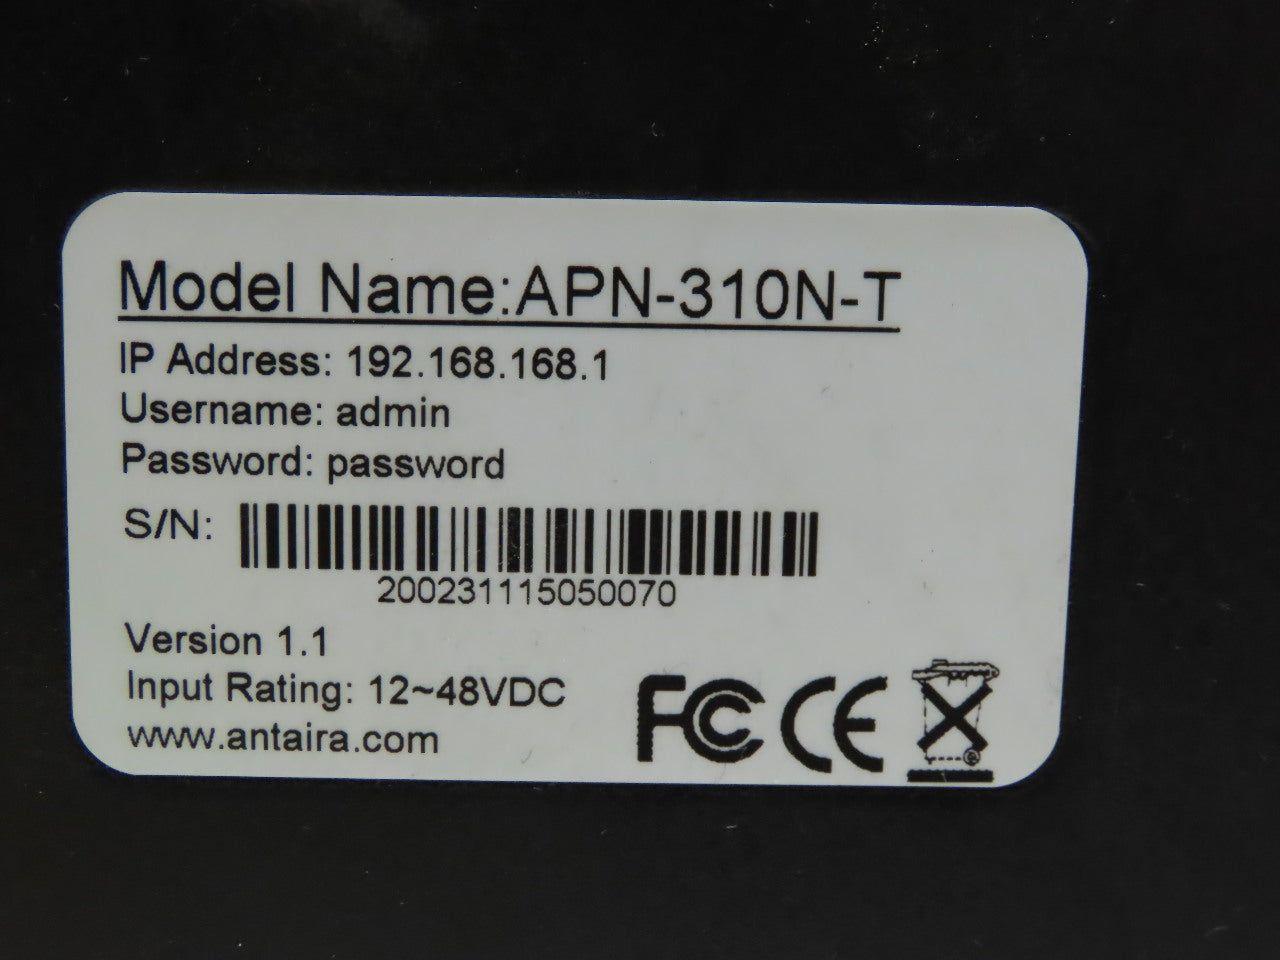 Model Name:APN-310N-T
IP Address: 192.168.168.1
Username: admin
Password: password
S/N:
200231115050070
Version 1.1
Input Rating: 12~48VDC
www.antaira.com
FC CE